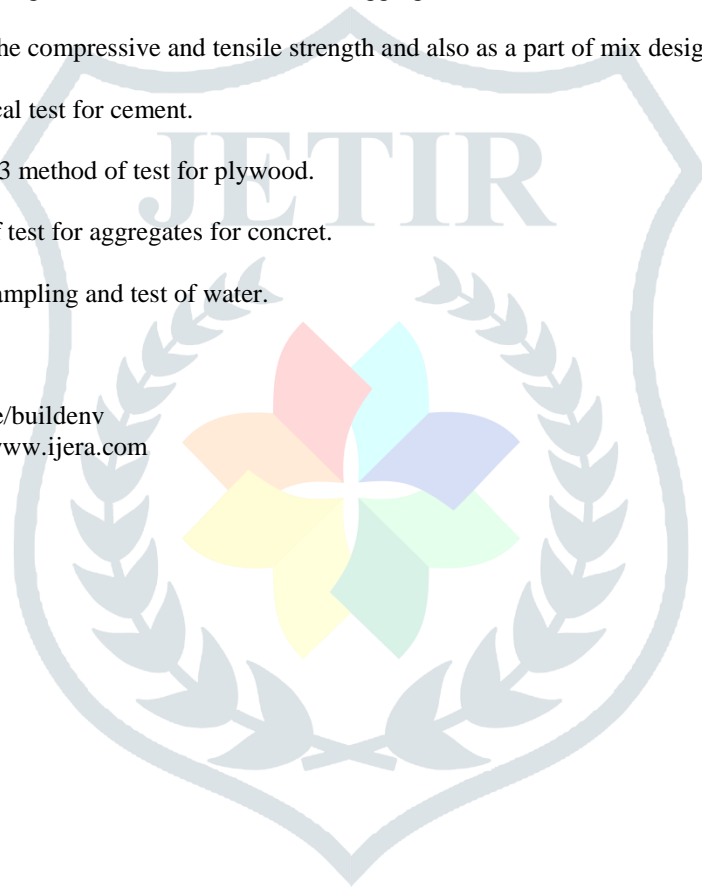 he compressive and tensile strength and also as a part of mix desig
cal test for cement.
3 method of test for plywood.
JETIR
f test for aggregates for concret.
ampling and test of water.
e/buildenv
www.ijera.com